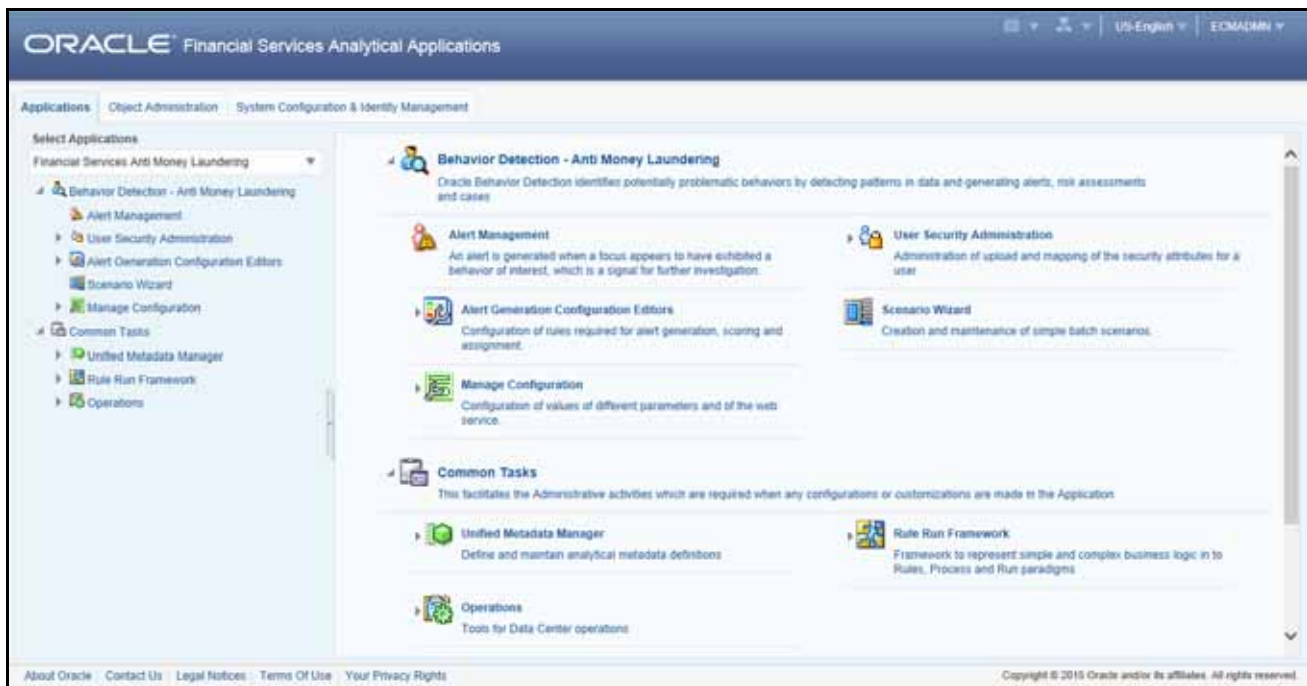 ORACLE Financial Services Analytical Applications
US-English
ECMADMN
Applications
Object Administration
System Configuration & Identity Management
Select Applications
Financial Services Anti Money Laundering
Behavior Detection - Anti Money Laundering
Alert Management
User Security Administration
Alert Generation Configuration Editors
Scenario Wizard
Manage Configuration
Common Tasks
Unified Metadata Manager
Rule Run Framework
Operations
Behavior Detection - Anti Money Laundering
Oracle Behavior Detection identifies potentially problematic behaviors by detecting patterns in data and generating alerts, risk assessments
and cases
Alert Management
An alert is generated when a focus appears to have exhibited a
behavior of interest, which is a signal for further investigation.
User Security Administration
Administration of upload and mapping of the security attributes for a
user
Alert Generation Configuration Editors
Configuration of rules required for alert generation, scoring and
assignment.
Scenario Wizard
Creation and maintenance of simple batch scenarios.
Manage Configuration
Configuration of values of different parameters and of the web
service.
Common Tasks
This facilitates the Administrative activities which are required when any configurations or customizations are made in the Application
Unified Metadata Manager
Define and maintain analytical metadata definitions
Rule Run Framework
Framework to represent simple and complex business logic in to
Rules, Process and Run paradigms
Operations
Tools for Data Center operations
About Oracle
Contact Us
Legal Notices
Terms Of Use
Your Privacy Rights
Copyright © 2015 Oracle and/or its affiliates. All rights reserved.